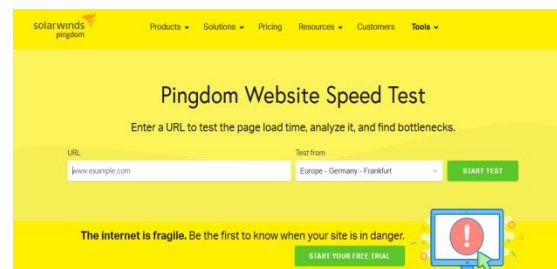 solarwinds
pingdom
Products Solutions Pricing Resources Customers Tools
Pingdom Website Speed Test
Enter a URL to test the page load time, analyze it, and find bottlenecks.
URL Test from
www.example.com Europe - Germany - Frankfurt START TEST
The internet is fragile. Be the first to know when your site is in danger.
START YOUR FREE TRIAL
!